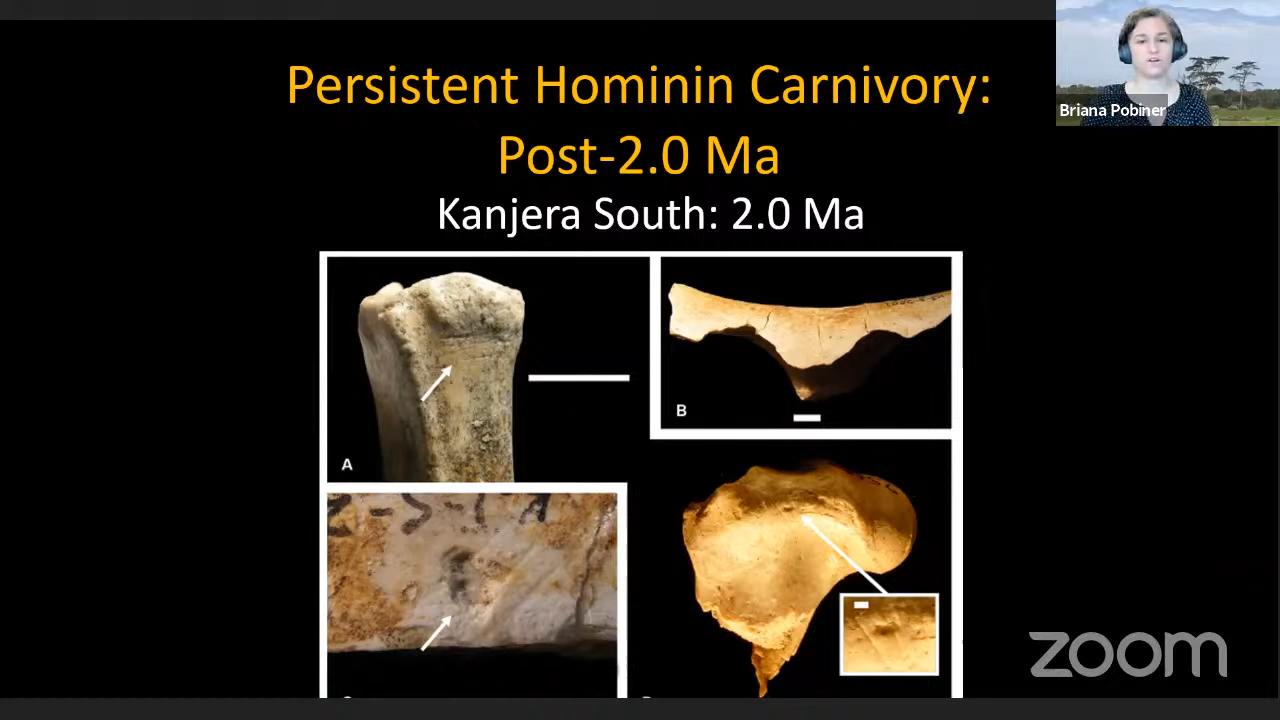 Persistent Hominin Carnivory:
Post-2.0 Ma
Kanjera South: 2.0 Ma
Briana Pobiner
A
B
zoom